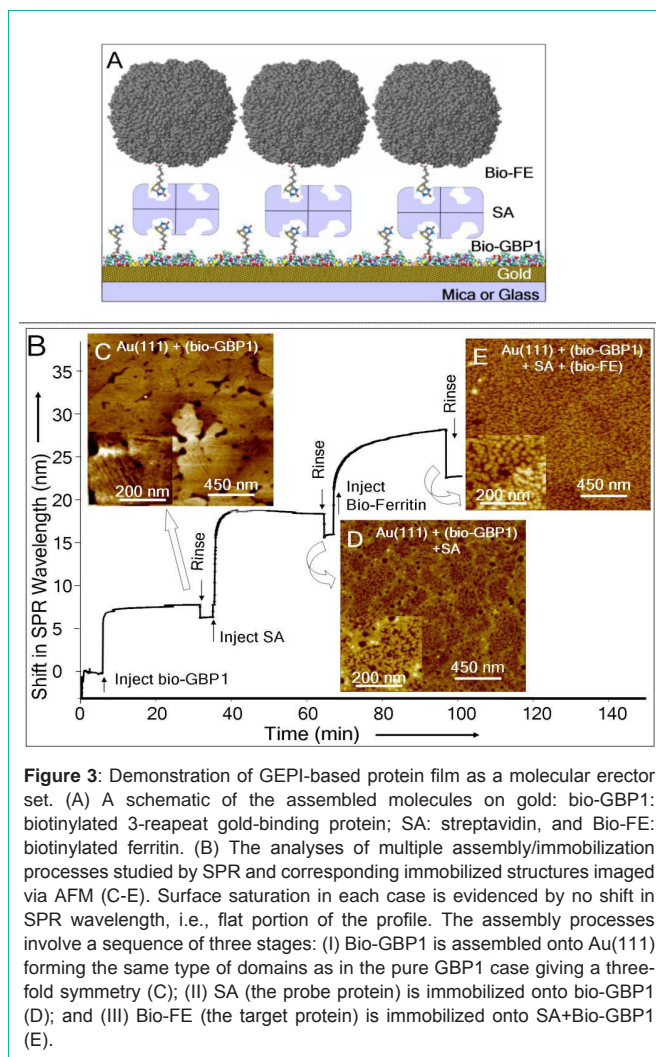 A
Bio-FE
SA
Bio-GBP1
Gold
Mica or Glass
B
Shift in SPR Wavelength (nm)
35
30
25
20
15
10
5
0
C
Au(111) + (bio-GBP1)
200 nm
450 nm
E
Au(111) + (bio-GBP1)
+ SA + (bio-FE)
200 nm
450 nm
Rinse
Rinse
Rinse
Inject
Bio-Ferritin
D
Au(111) + (bio-GBP1)
+SA
200 nm
450 nm
Inject SA
Inject bio-GBP1
0
20
40
60
80
100
120
140
Time (min)
Figure 3: Demonstration of GEPI-based protein film as a molecular erector
set. (A) A schematic of the assembled molecules on gold: bio-GBP1:
biotinylated 3-reapeat gold-binding protein; SA: streptavidin, and Bio-FE:
biotinylated ferritin. (B) The analyses of multiple assembly/immobilization
processes studied by SPR and corresponding immobilized structures imaged
via AFM (C-E). Surface saturation in each case is evidenced by no shift in
SPR wavelength, i.e., flat portion of the profile. The assembly processes
involve a sequence of three stages: (I) Bio-GBP1 is assembled onto Au(111)
forming the same type of domains as in the pure GBP1 case giving a three-
fold symmetry (C); (II) SA (the probe protein) is immobilized onto bio-GBP1
(D); and (III) Bio-FE (the target protein) is immobilized onto SA+Bio-GBP1
(E).